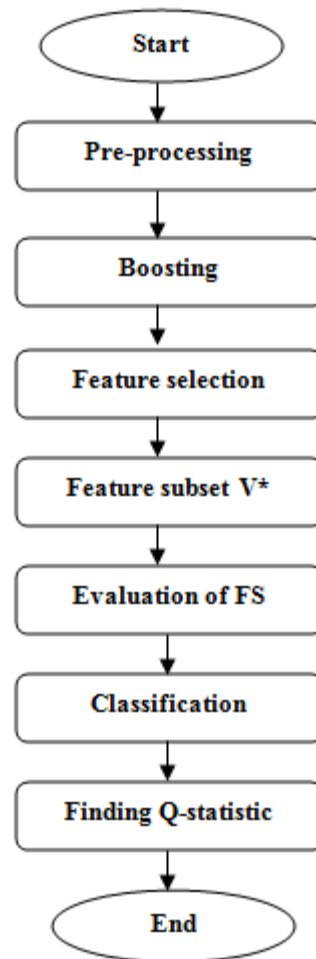 Start
Pre-processing
Boosting
Feature selection
Feature subset V*
Evaluation of FS
Classification
Finding Q-statistic
End